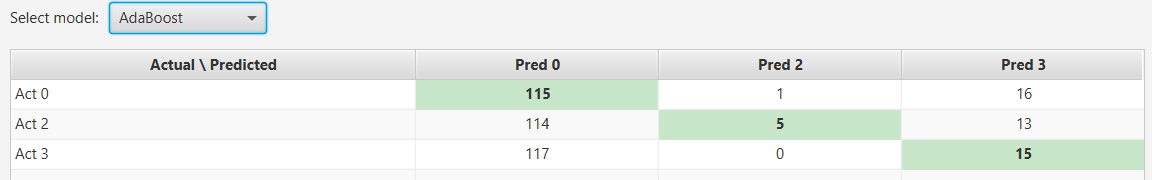 Select model: AdaBoost
Actual \ Predicted Pred 0 Pred 2 Pred 3
Act 0 115 1 16
Act 2 114 5 13
Act 3 117 0 15